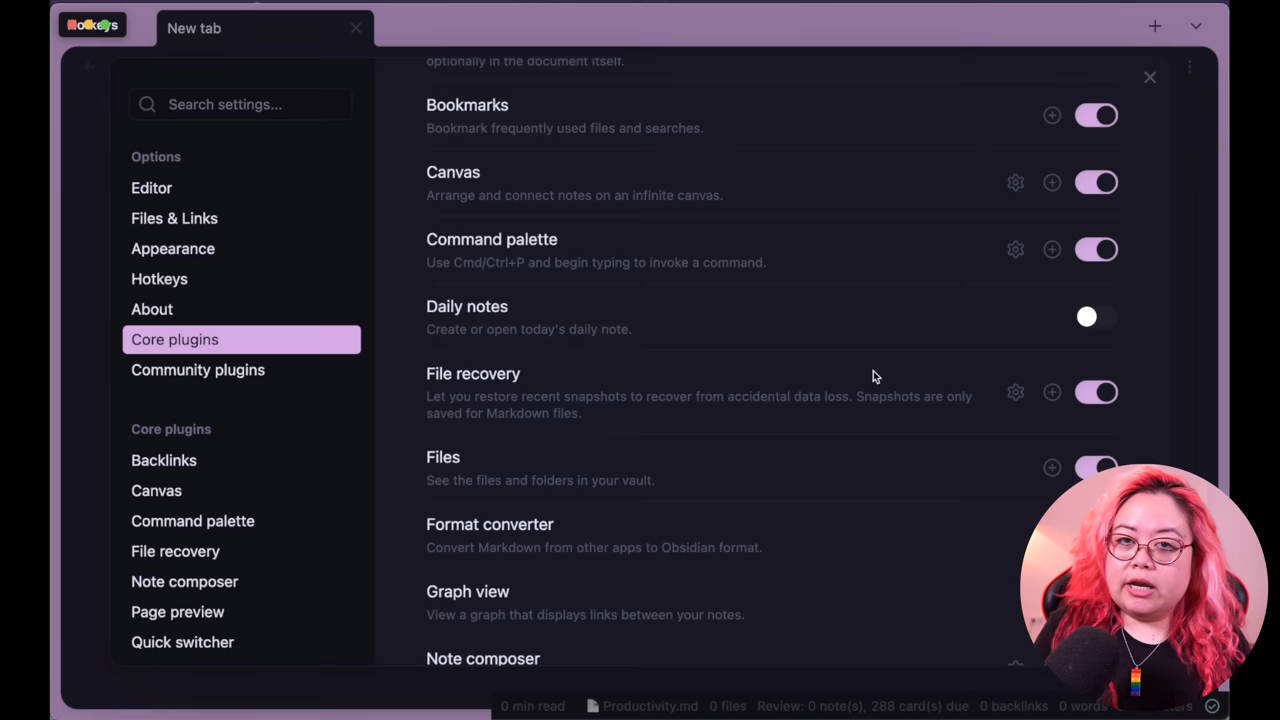 Hotkeys
New tab
optionally in the document itself.
Search settings...
Options
Editor
Files & Links
Appearance
Hotkeys
About
Core plugins
Community plugins
Core plugins
Backlinks
Canvas
Command palette
File recovery
Note composer
Page preview
Quick switcher
Bookmarks
Bookmark frequently used files and searches.
Canvas
Arrange and connect notes on an infinite canvas.
Command palette
Use Cmd/Ctrl+P and begin typing to invoke a command.
Daily notes
Create or open today's daily note.
File recovery
Let you restore recent snapshots to recover from accidental data loss. Snapshots are only
saved for Markdown files.
Files
See the files and folders in your vault.
Format converter
Convert Markdown from other apps to Obsidian format.
Graph view
View a graph that displays links between your notes.
Note composer
0 min read Productivity.md 0 files Review: 0 note(s), 288 card(s) due 0 backlinks 0 words